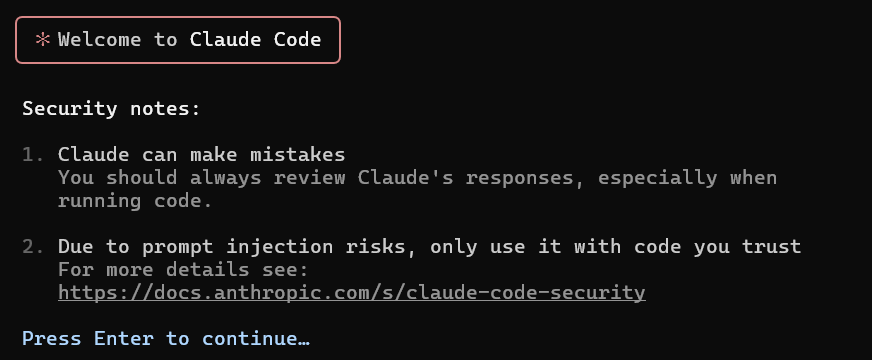 ✻ Welcome to Claude Code
Security notes:
1. Claude can make mistakes
You should always review Claude's responses, especially when
running code.
2. Due to prompt injection risks, only use it with code you trust
For more details see:
https://docs.anthropic.com/s/claude-code-security
Press Enter to continue…